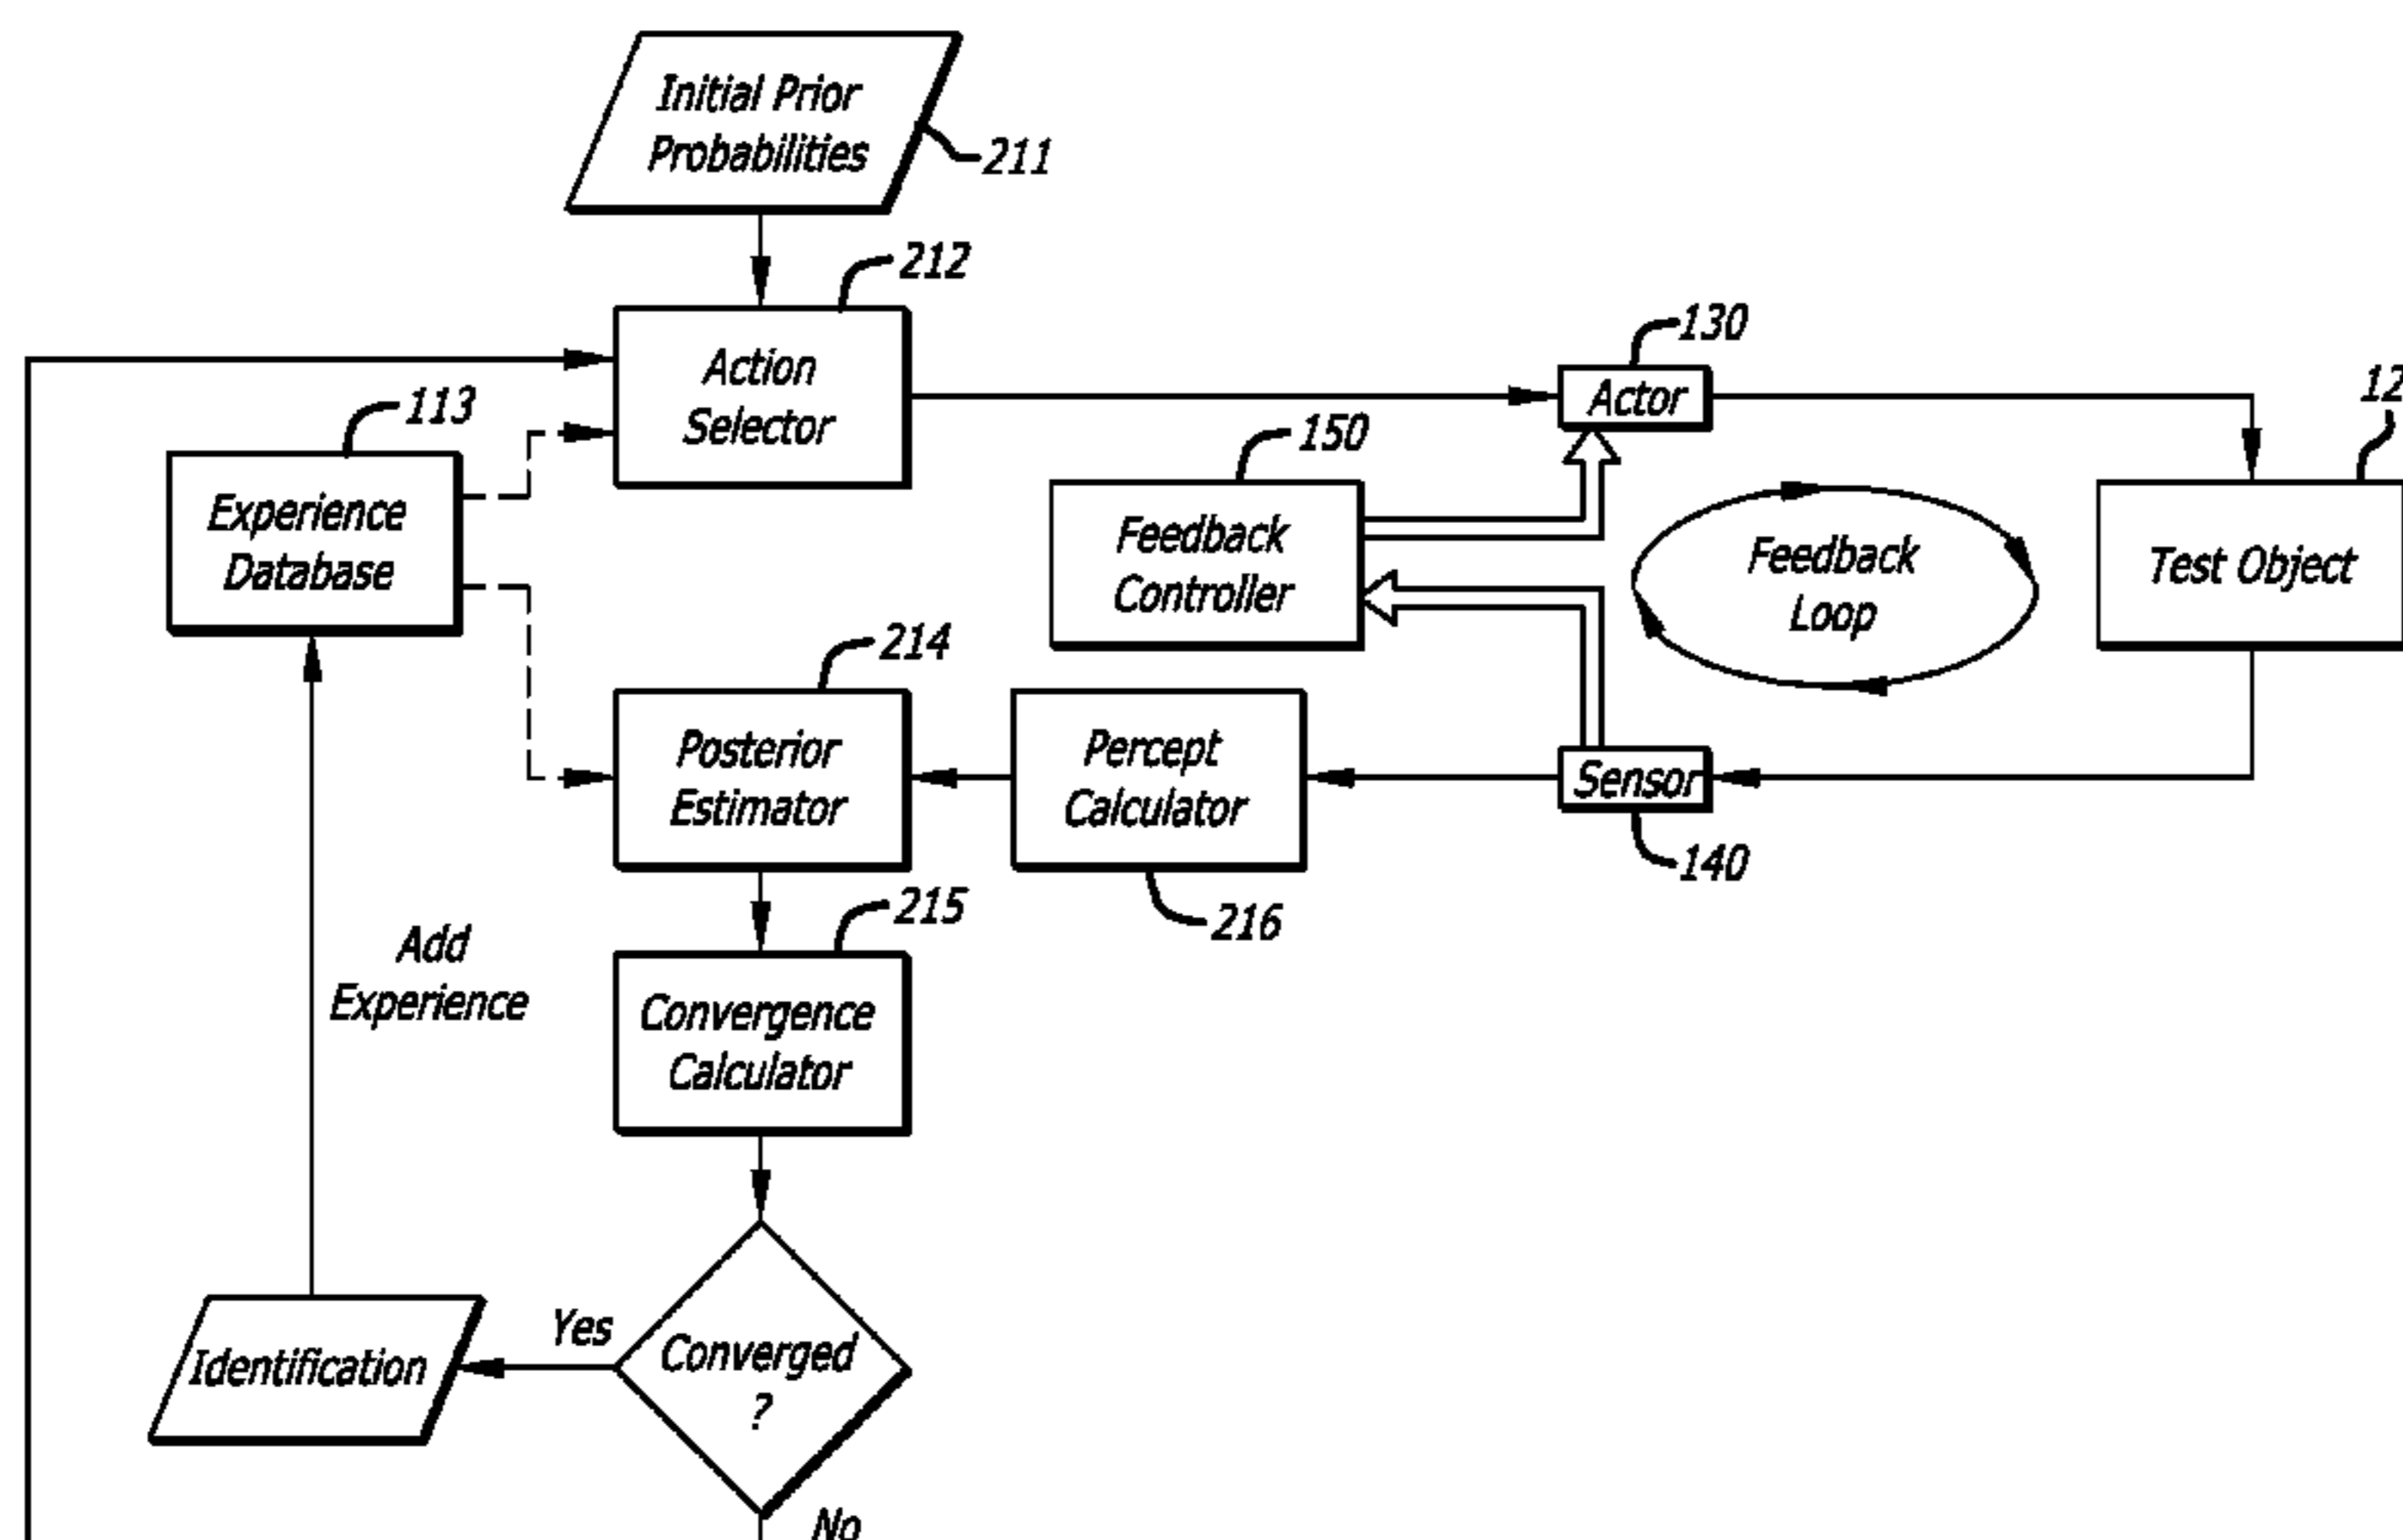 Initial Prior
Probabilities
211
212
Action
Selector
130
Actor
12
113
Experience
Database
150
Feedback
Controller
Feedback
Loop
Test Object
214
Posterior
Estimator
Percept
Calculator
Sensor
140
216
215
Add
Experience
Convergence
Calculator
Yes
Converged
?
Identification
No